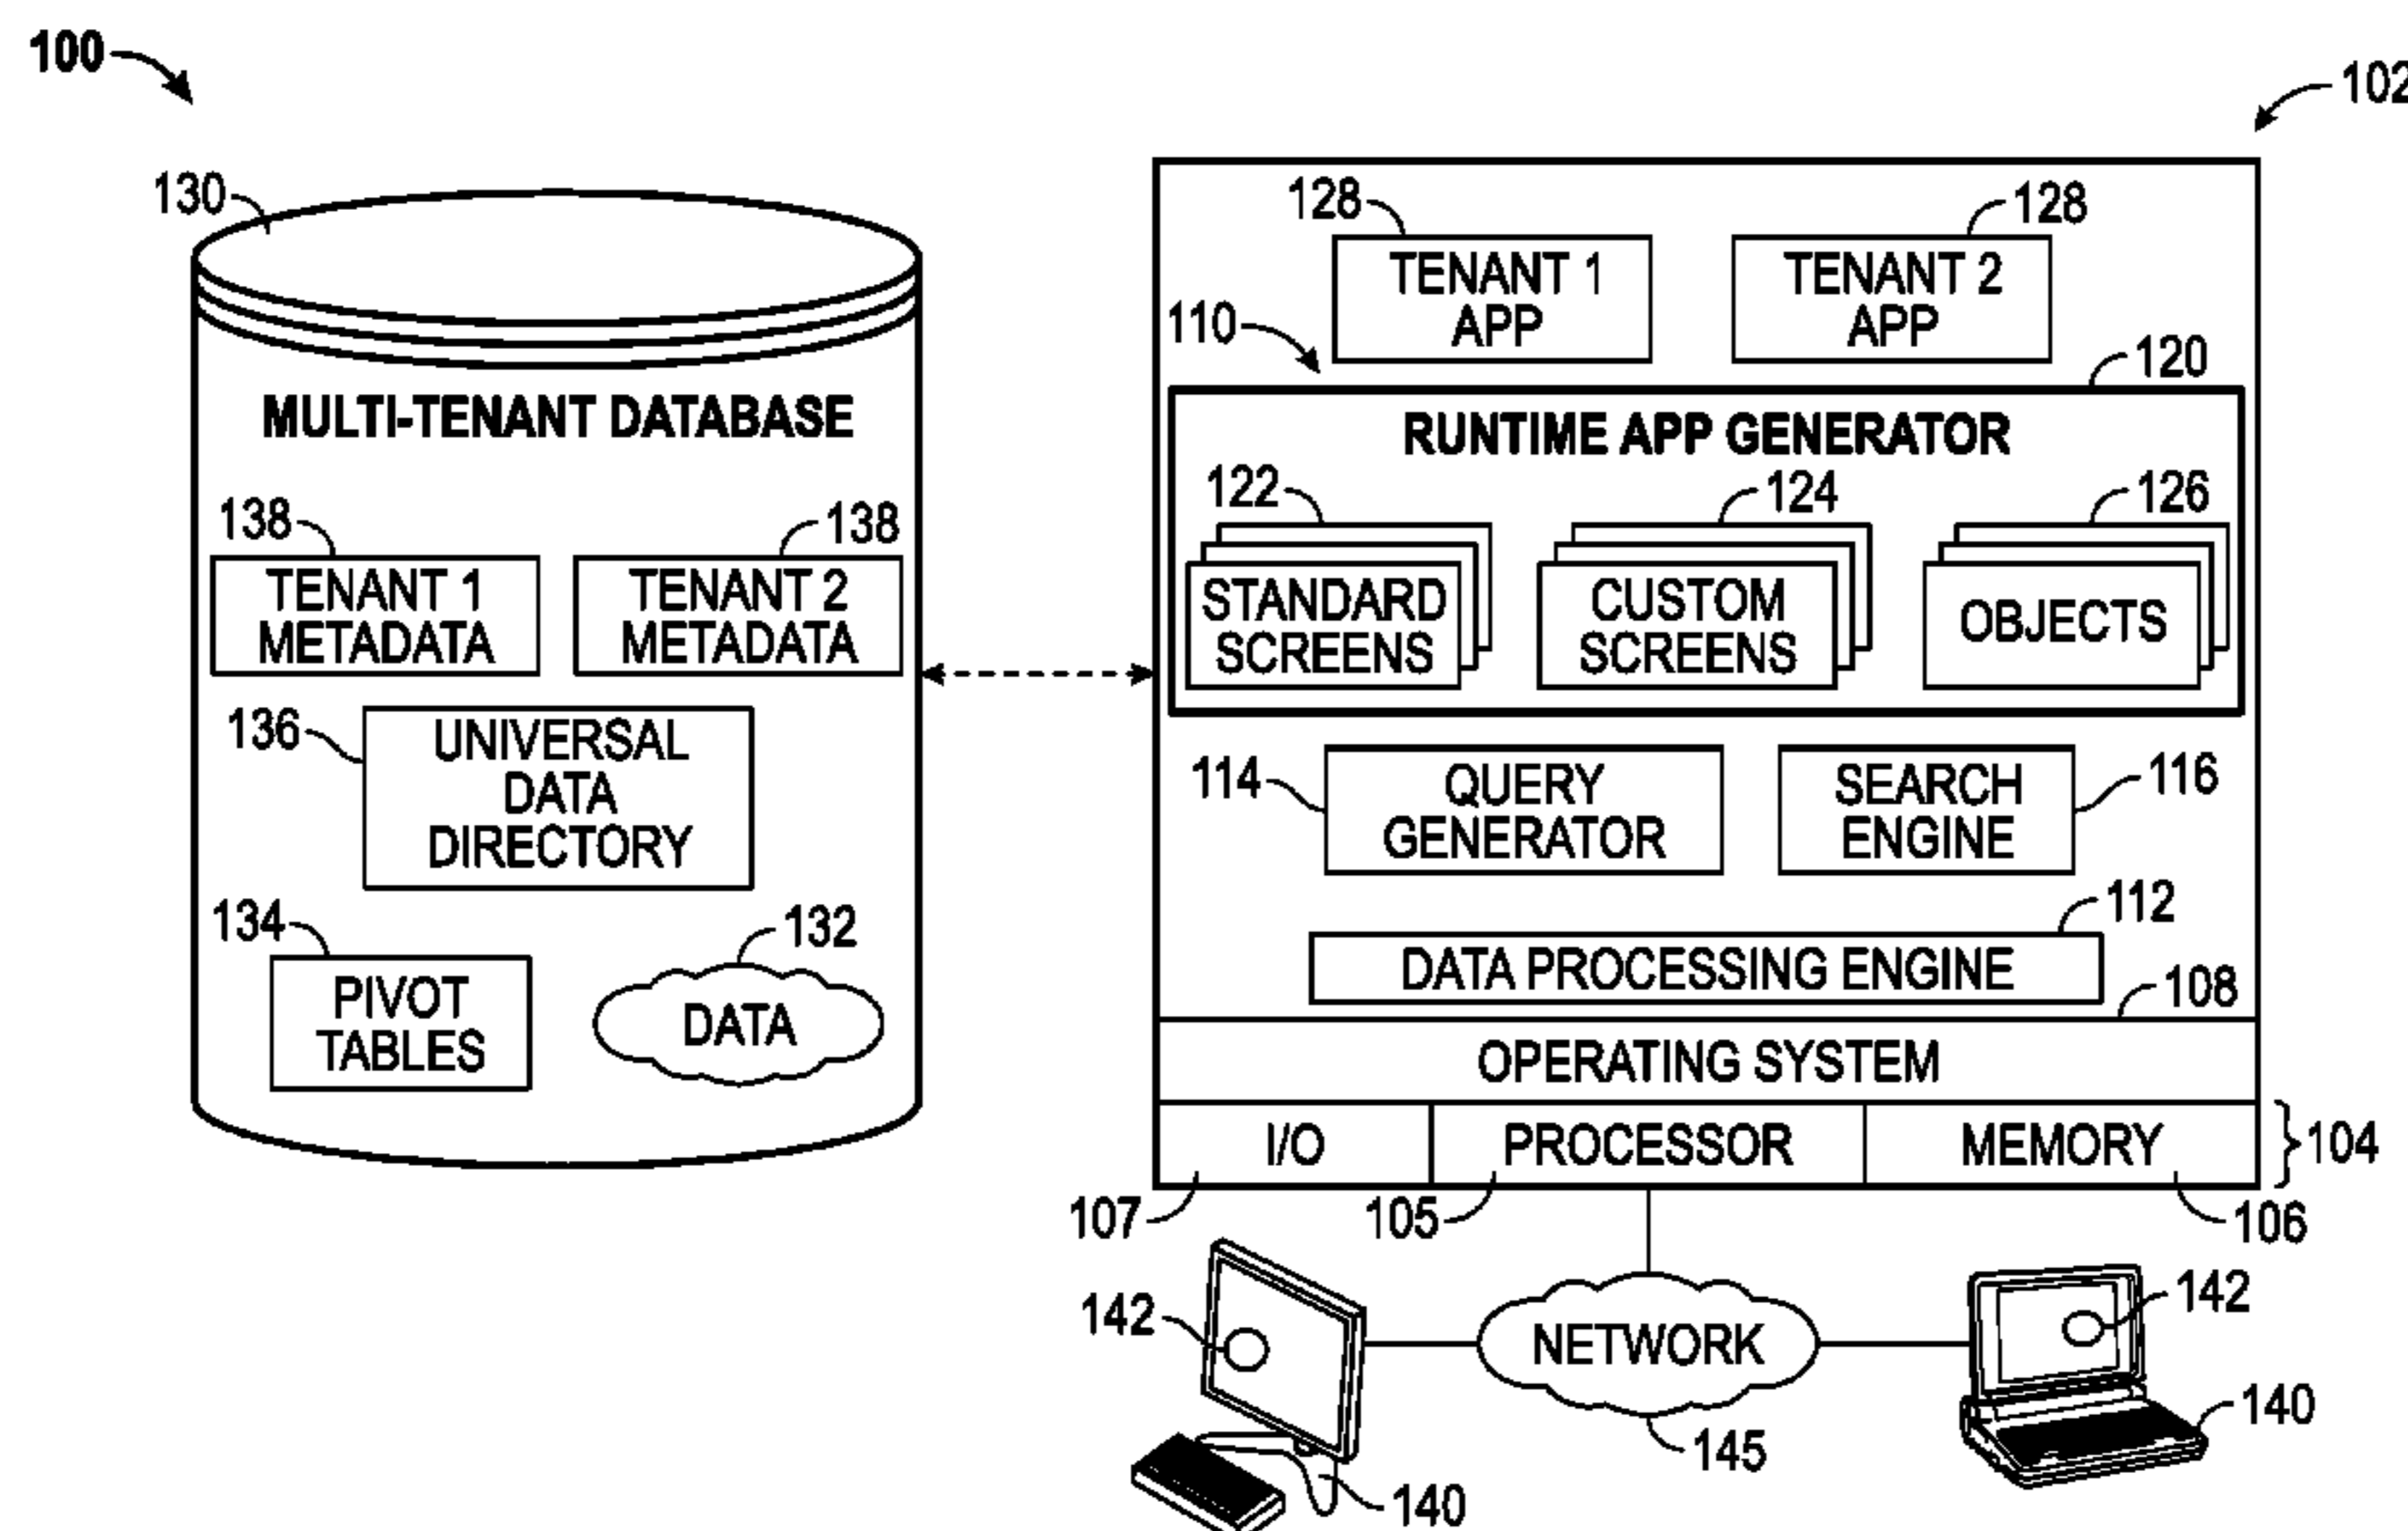 100
102
130
128
128
TENANT 1
APP
TENANT 2
APP
110
120
MULTI-TENANT DATABASE
RUNTIME APP GENERATOR
122
124
126
138
138
TENANT 1
METADATA
TENANT 2
METADATA
STANDARD
SCREENS
CUSTOM
SCREENS
OBJECTS
136
UNIVERSAL
DATA
DIRECTORY
114
QUERY
GENERATOR
SEARCH
ENGINE
116
134
132
112
PIVOT
TABLES
DATA
DATA PROCESSING ENGINE
108
OPERATING SYSTEM
I/O
PROCESSOR
MEMORY
104
107
105
106
142
142
NETWORK
140
145
140